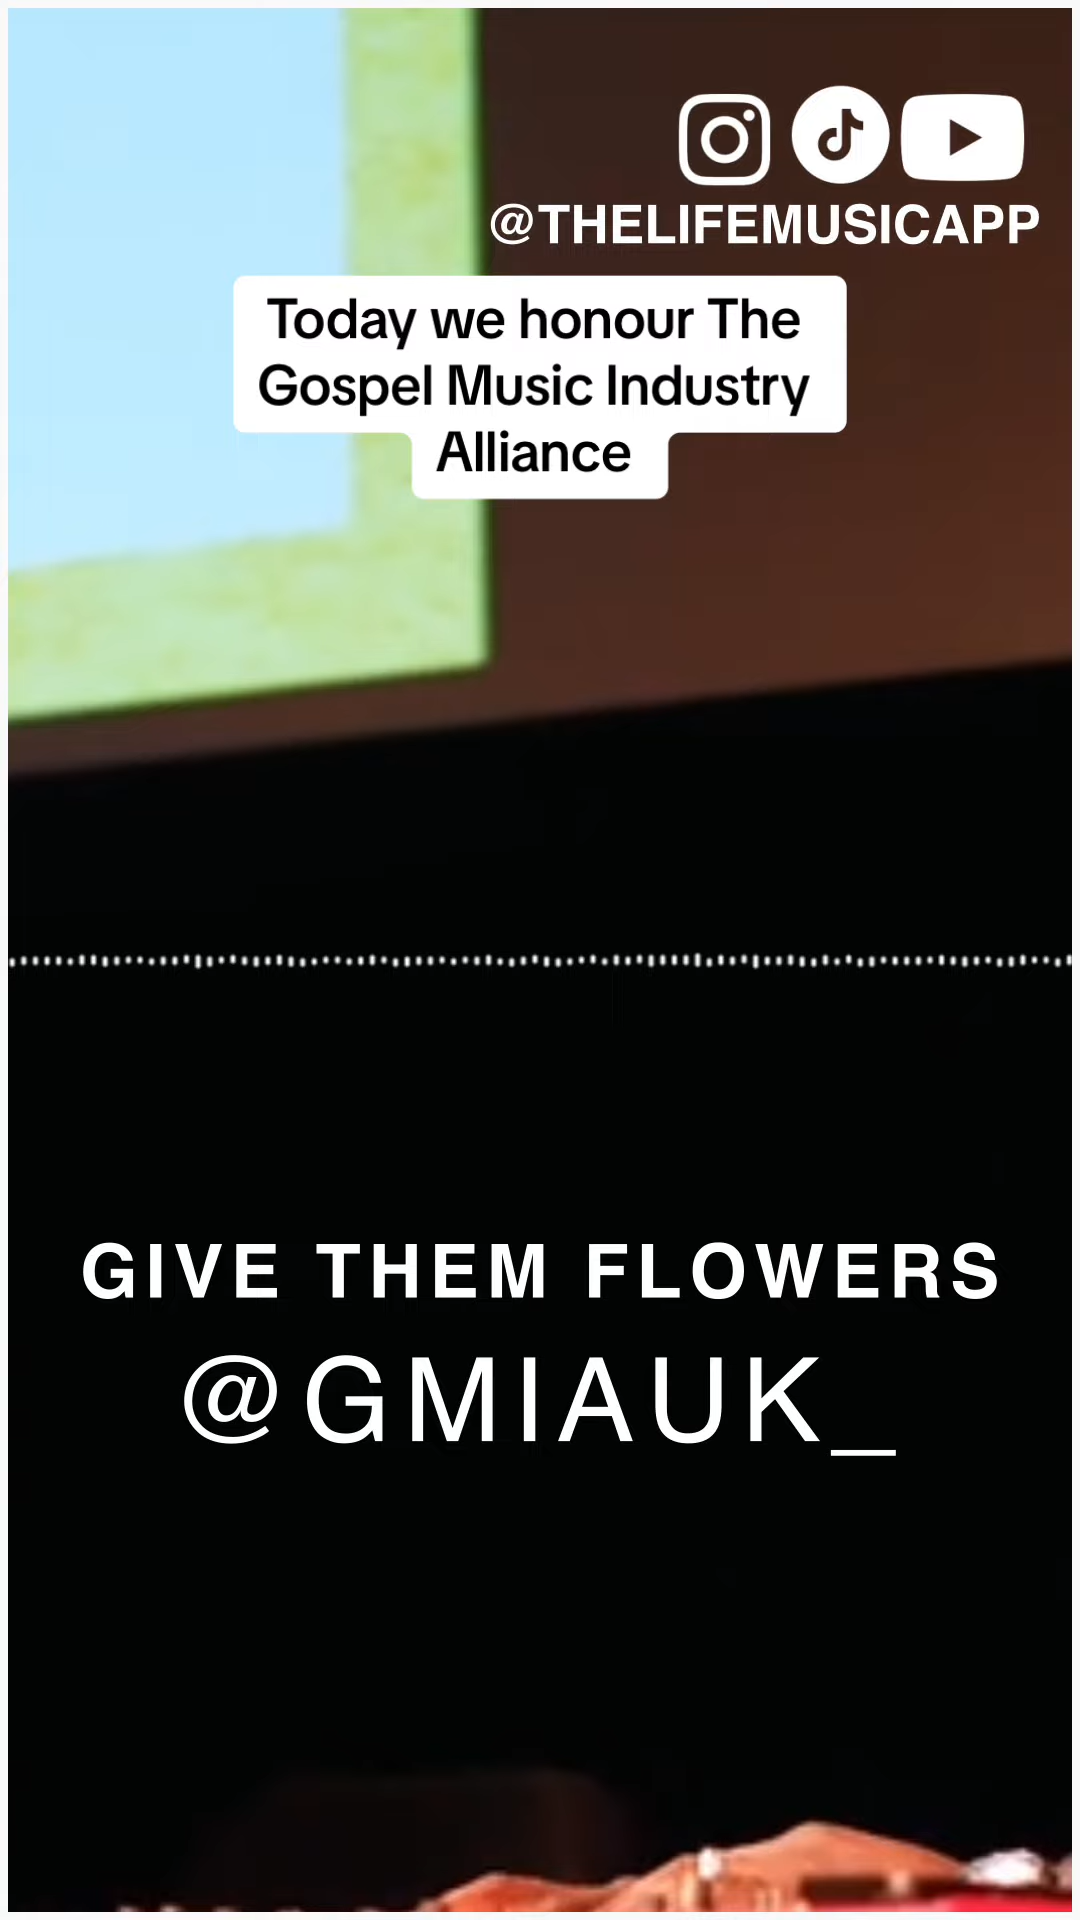 @THELIFEMUSICAPP
Today we honour The
Gospel Music Industry
Alliance
GIVE THEM FLOWERS
@GMIAUK_